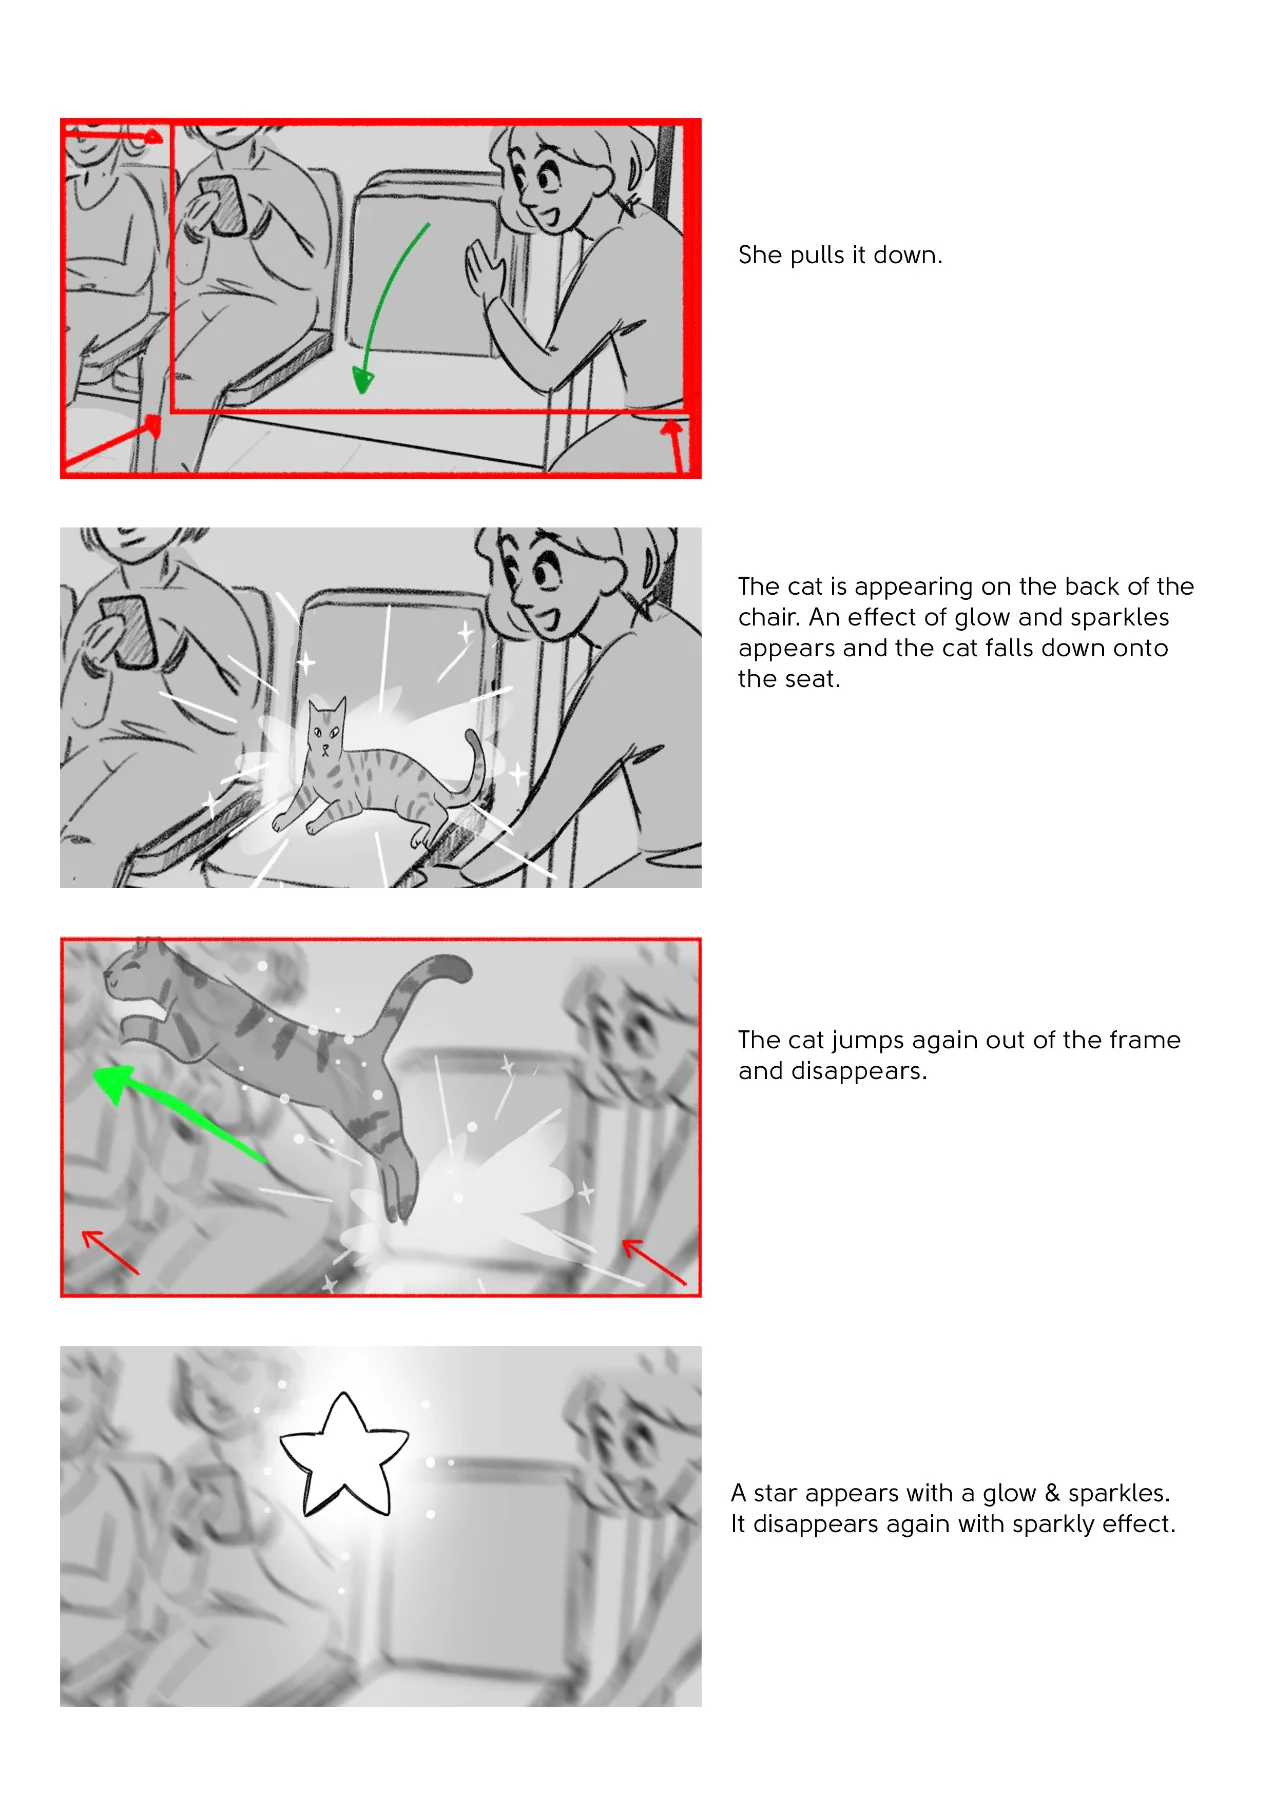 She pulls it down.
The cat is appearing on the back of the
chair. An effect of glow and sparkles
appears and the cat falls down onto
the seat.
The cat jumps again out of the frame
and disappears.
A star appears with a glow & sparkles.
It disappears again with sparkly effect.